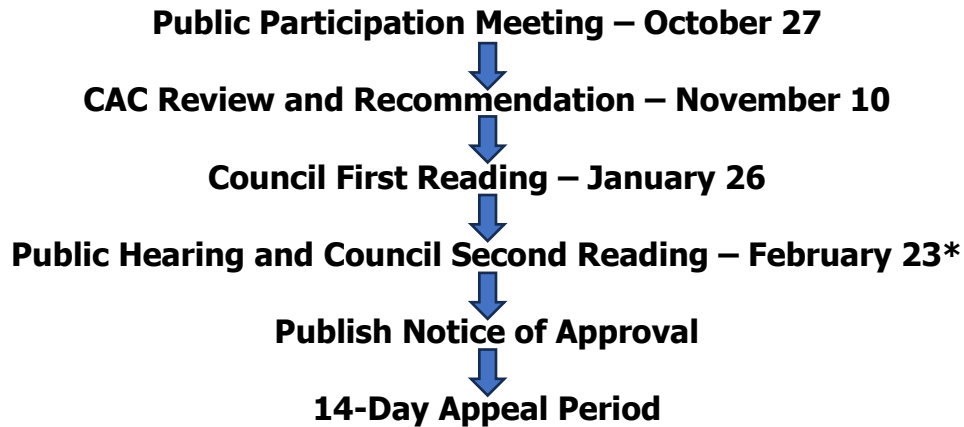 Public Participation Meeting – October 27
CAC Review and Recommendation – November 10
Council First Reading – January 26
Public Hearing and Council Second Reading – February 23*
Publish Notice of Approval
14-Day Appeal Period